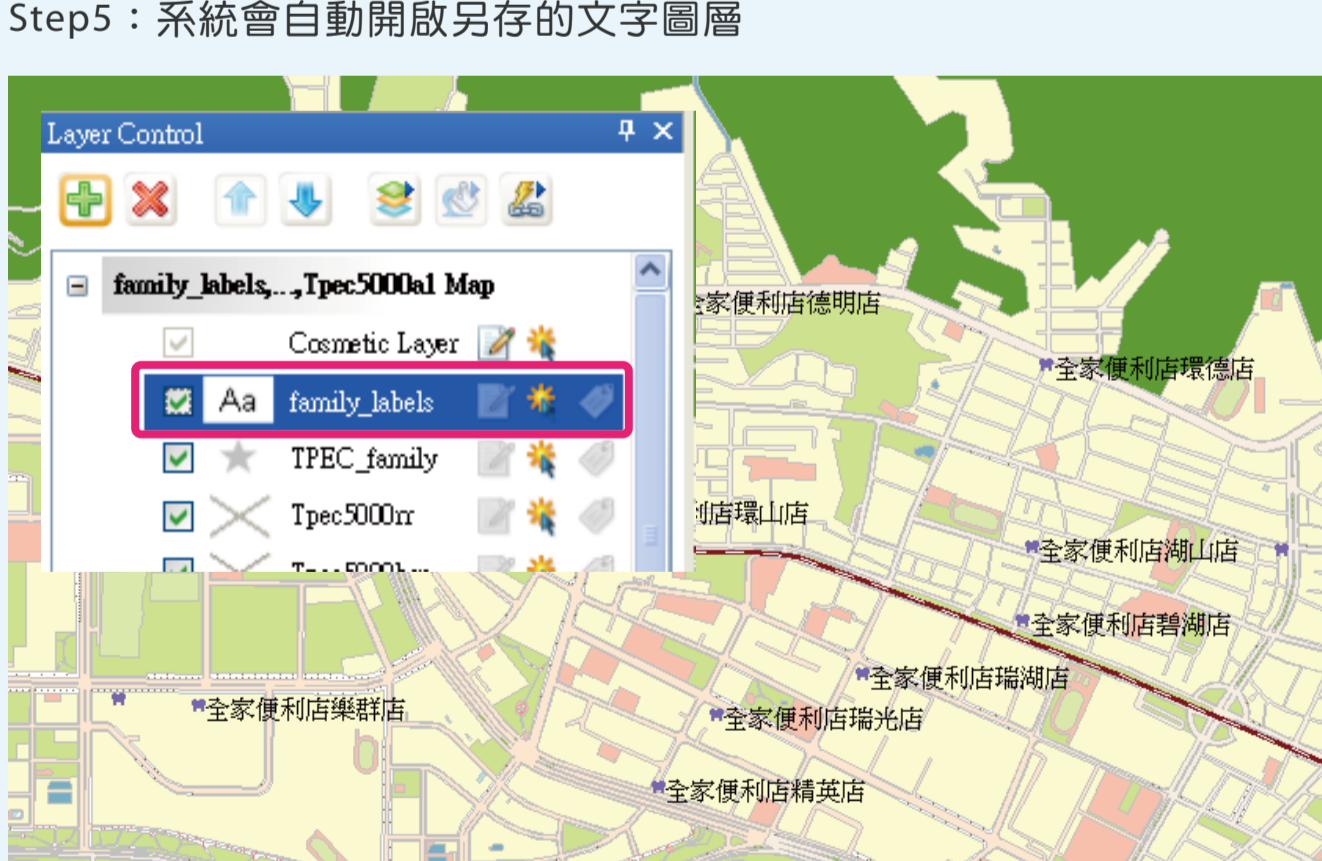 Step5：系統會自動開啟另存的文字圖層
Layer Control
family_labels,...,Tpec5000a1 Map
Cosmetic Layer
Aa family_labels
TPEC_family
Tpec5000rr
家便利店德明店
全家便利店環德店
店環山店
全家便利店湖山店
全家便利店碧湖店
全家便利店瑞湖店
全家便利店樂群店
全家便利店瑞光店
全家便利店精英店